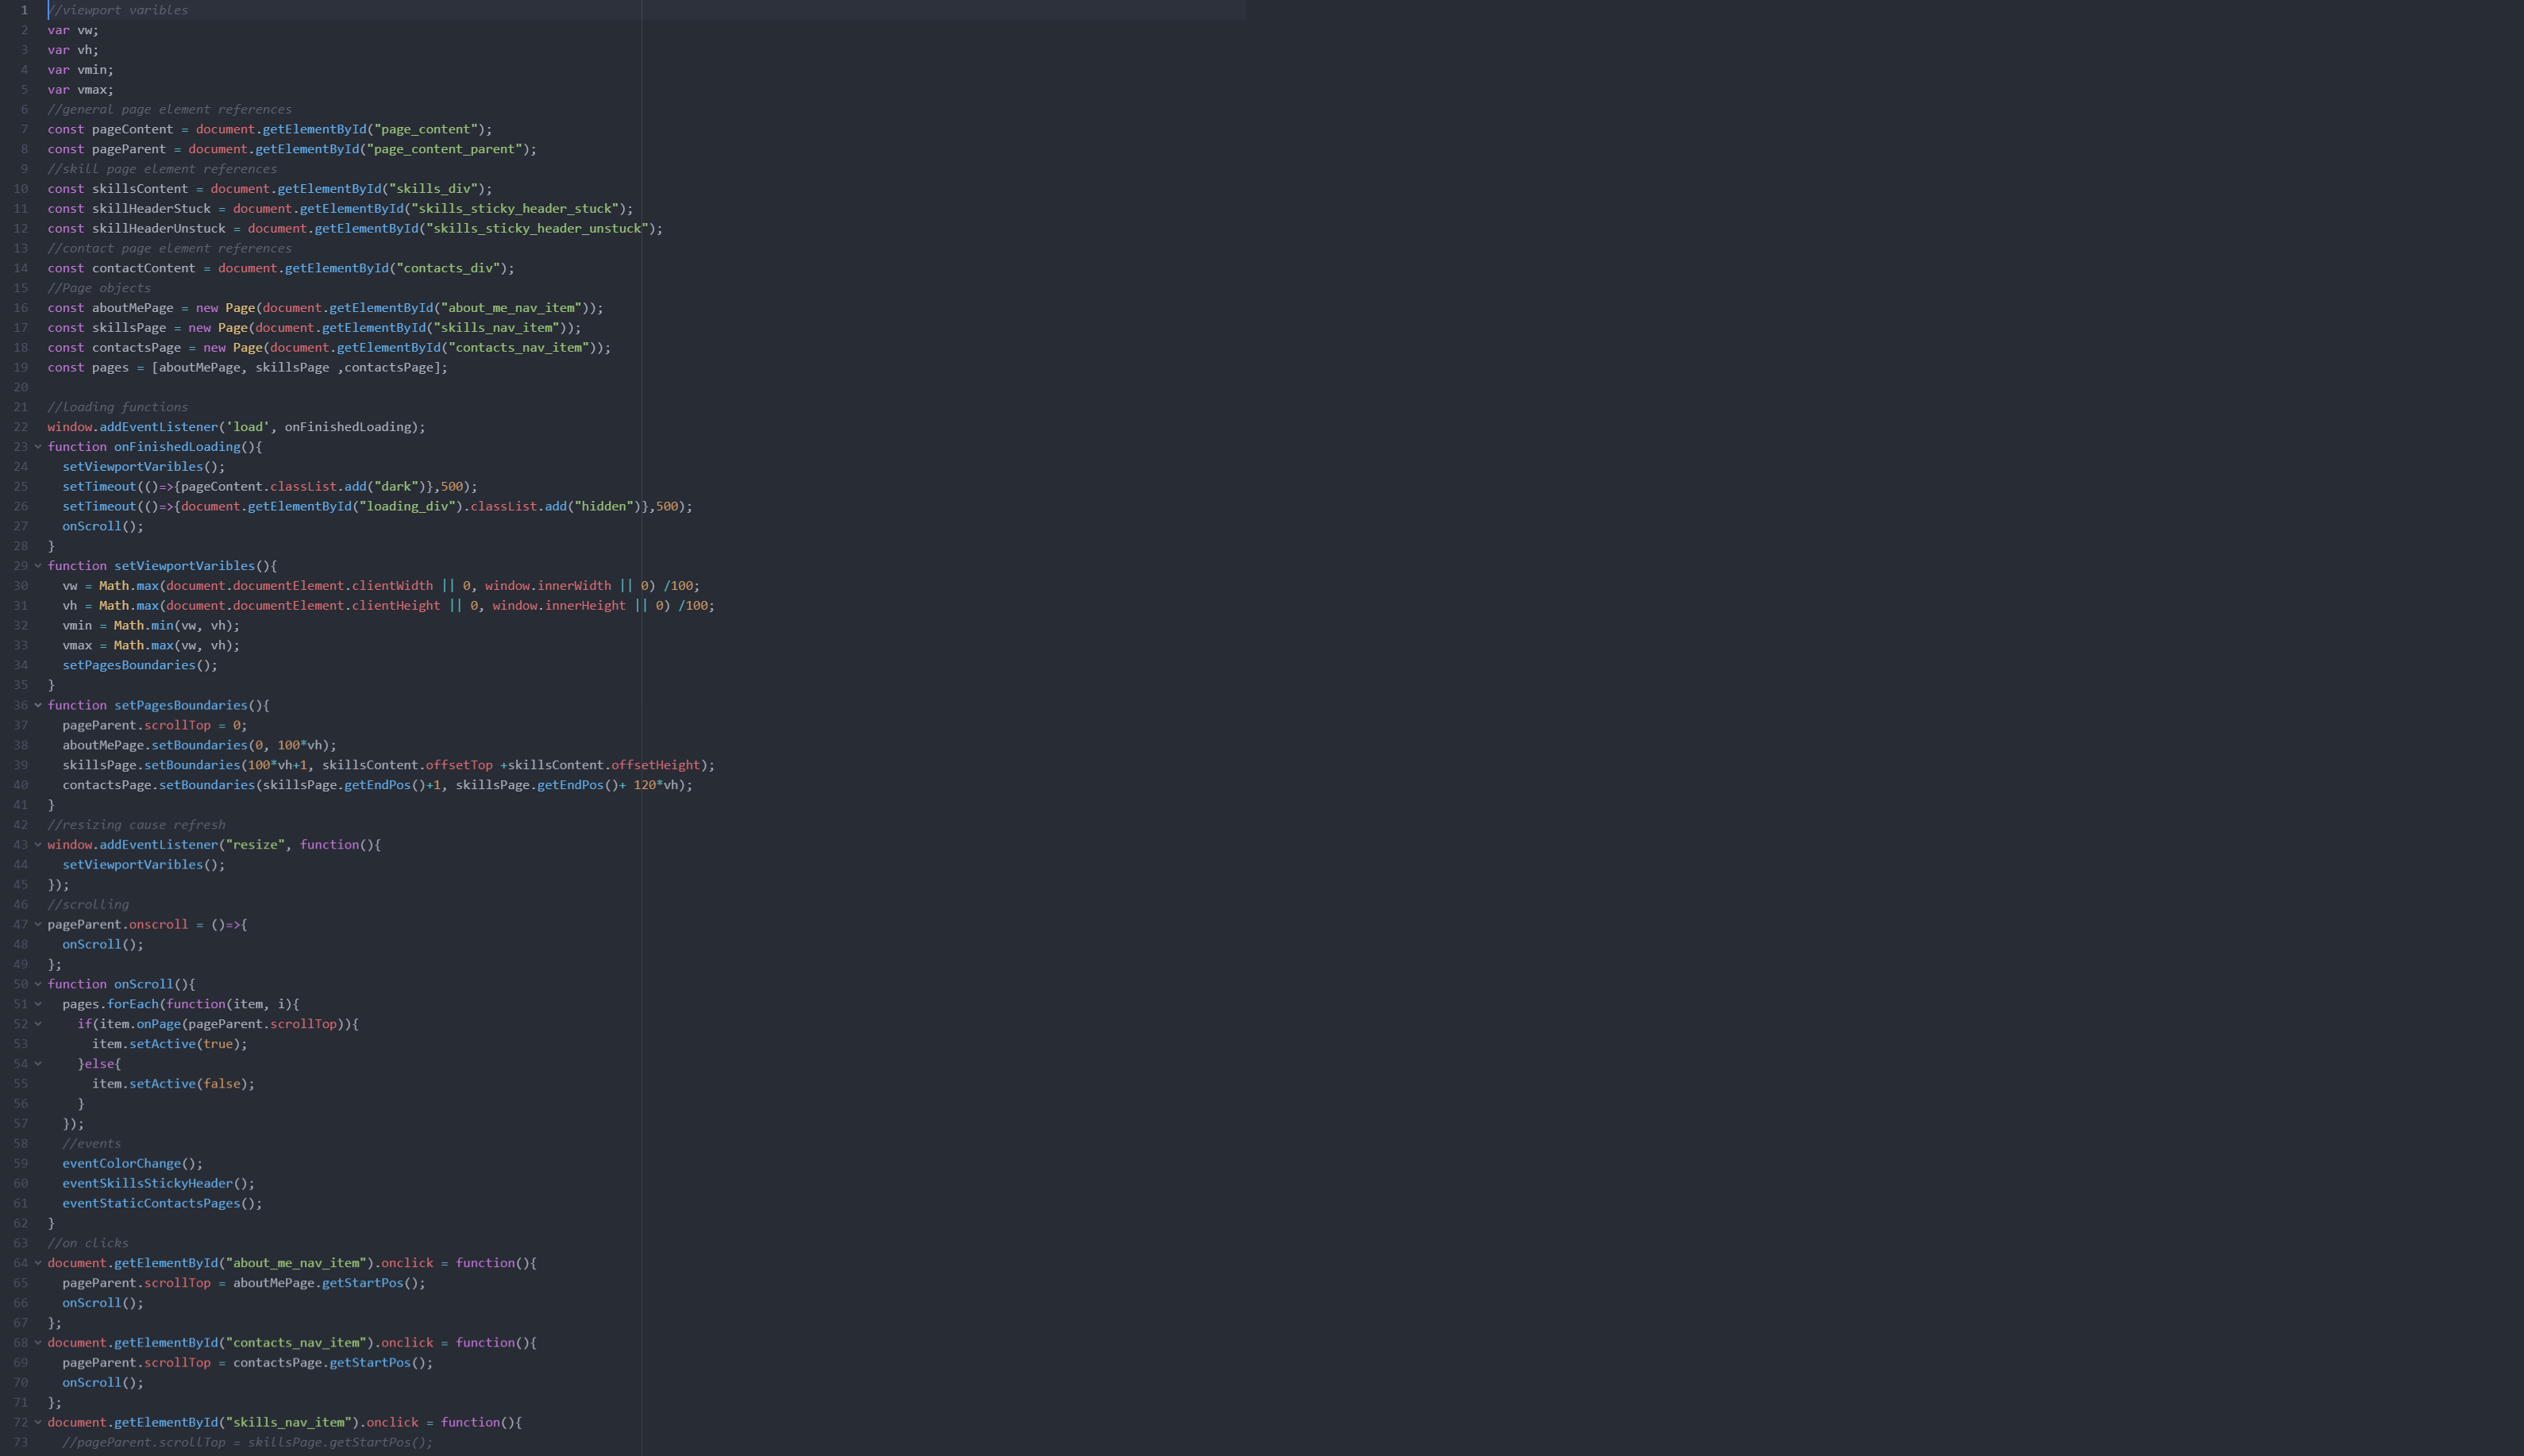 1 //viewport varibles
2 var vw;
3 var vh;
4 var vmin;
5 var vmax;
6 //general page element references
7 const pageContent = document.getElementById("page_content");
8 const pageParent = document.getElementById("page_content_parent");
9 //skill page element references
10 const skillsContent = document.getElementById("skills_div");
11 const skillHeaderStuck = document.getElementById("skills_sticky_header_stuck");
12 const skillHeaderUnstuck = document.getElementById("skills_sticky_header_unstuck");
13 //contact page element references
14 const contactContent = document.getElementById("contacts_div");
15 //Page objects
16 const aboutMePage = new Page(document.getElementById("about_me_nav_item"));
17 const skillsPage = new Page(document.getElementById("skills_nav_item"));
18 const contactsPage = new Page(document.getElementById("contacts_nav_item"));
19 const pages = [aboutMePage, skillsPage ,contactsPage];
20
21 //loading functions
22 window.addEventListener('load', onFinishedLoading);
23 function onFinishedLoading(){
24   setViewportVaribles();
25   setTimeout(()=>{pageContent.classList.add("dark")},500);
26   setTimeout(()=>{document.getElementById("loading_div").classList.add("hidden")},500);
27   onScroll();
28 }
29 function setViewportVaribles(){
30   vw = Math.max(document.documentElement.clientWidth || 0, window.innerWidth || 0) /100;
31   vh = Math.max(document.documentElement.clientHeight || 0, window.innerHeight || 0) /100;
32   vmin = Math.min(vw, vh);
33   vmax = Math.max(vw, vh);
34   setPagesBoundaries();
35 }
36 function setPagesBoundaries(){
37   pageParent.scrollTop = 0;
38   aboutMePage.setBoundaries(0, 100*vh);
39   skillsPage.setBoundaries(100*vh+1, skillsContent.offsetTop +skillsContent.offsetHeight);
40   contactsPage.setBoundaries(skillsPage.getEndPos()+1, skillsPage.getEndPos()+ 120*vh);
41 }
42 //resizing cause refresh
43 window.addEventListener("resize", function(){
44   setViewportVaribles();
45 });
46 //scrolling
47 pageParent.onscroll = ()=>{
48   onScroll();
49 };
50 function onScroll(){
51   pages.forEach(function(item, i){
52     if(item.onPage(pageParent.scrollTop)){
53       item.setActive(true);
54     }else{
55       item.setActive(false);
56     }
57   });
58   //events
59   eventColorChange();
60   eventSkillsStickyHeader();
61   eventStaticContactsPages();
62 }
63 //on clicks
64 document.getElementById("about_me_nav_item").onclick = function(){
65   pageParent.scrollTop = aboutMePage.getStartPos();
66   onScroll();
67 };
68 document.getElementById("contacts_nav_item").onclick = function(){
69   pageParent.scrollTop = contactsPage.getStartPos();
70   onScroll();
71 };
72 document.getElementById("skills_nav_item").onclick = function(){
73   //pageParent.scrollTop = skillsPage.getStartPos();